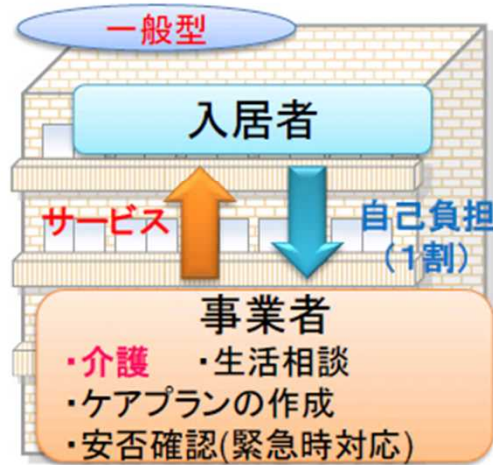 一般型
入居者
サービス
自己負担
(1割)
事業者
・介護 ・生活相談
・ケアプランの作成
・安否確認(緊急時対応)